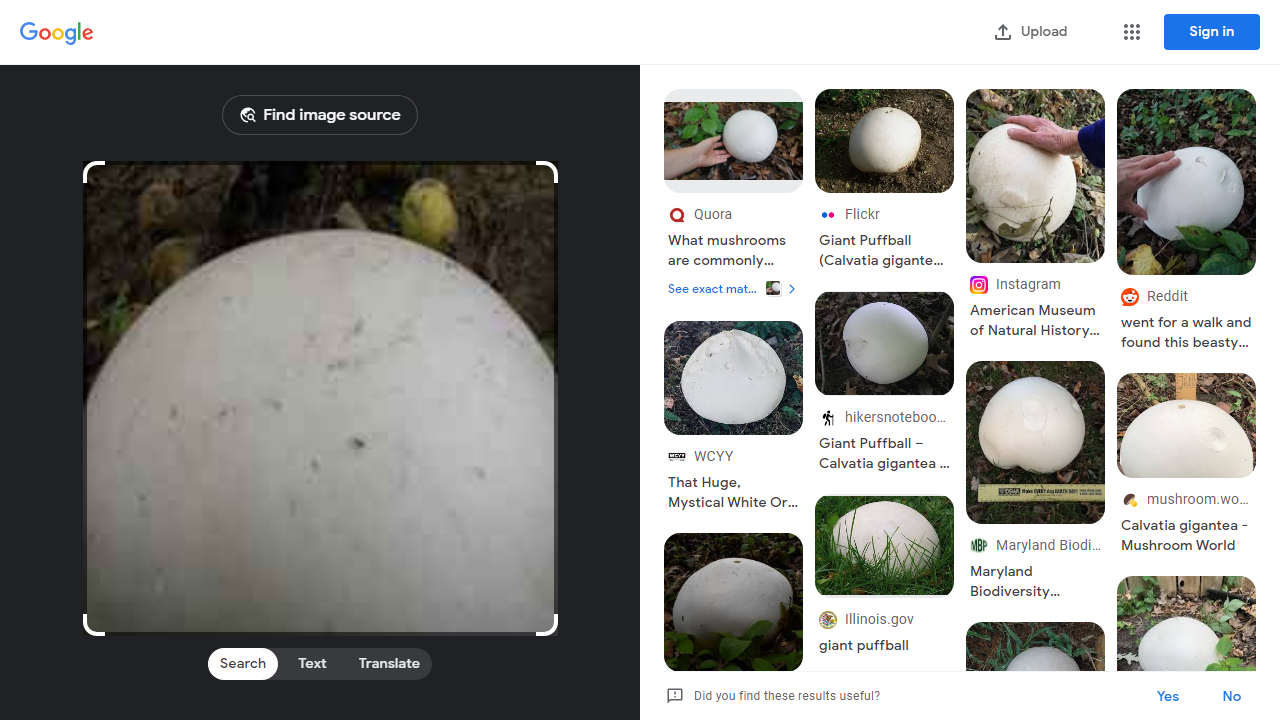 Google
Upload
Sign in
Find image source
Search
Text
Translate
Quora
What mushrooms
are commonly...
See exact mat...
WCYY
That Huge,
Mystical White Or...
Flickr
Giant Puffball
(Calvatia gigante...
hikersnoteboo...
Giant Puffball –
Calvatia gigantea ...
Illinois.gov
giant puffball
Instagram
American Museum
of Natural History...
Maryland Biodi...
Maryland
Biodiversity...
Reddit
went for a walk and
found this beasty...
mushroom.wo...
Calvatia gigantea -
Mushroom World
Did you find these results useful?
Yes
No